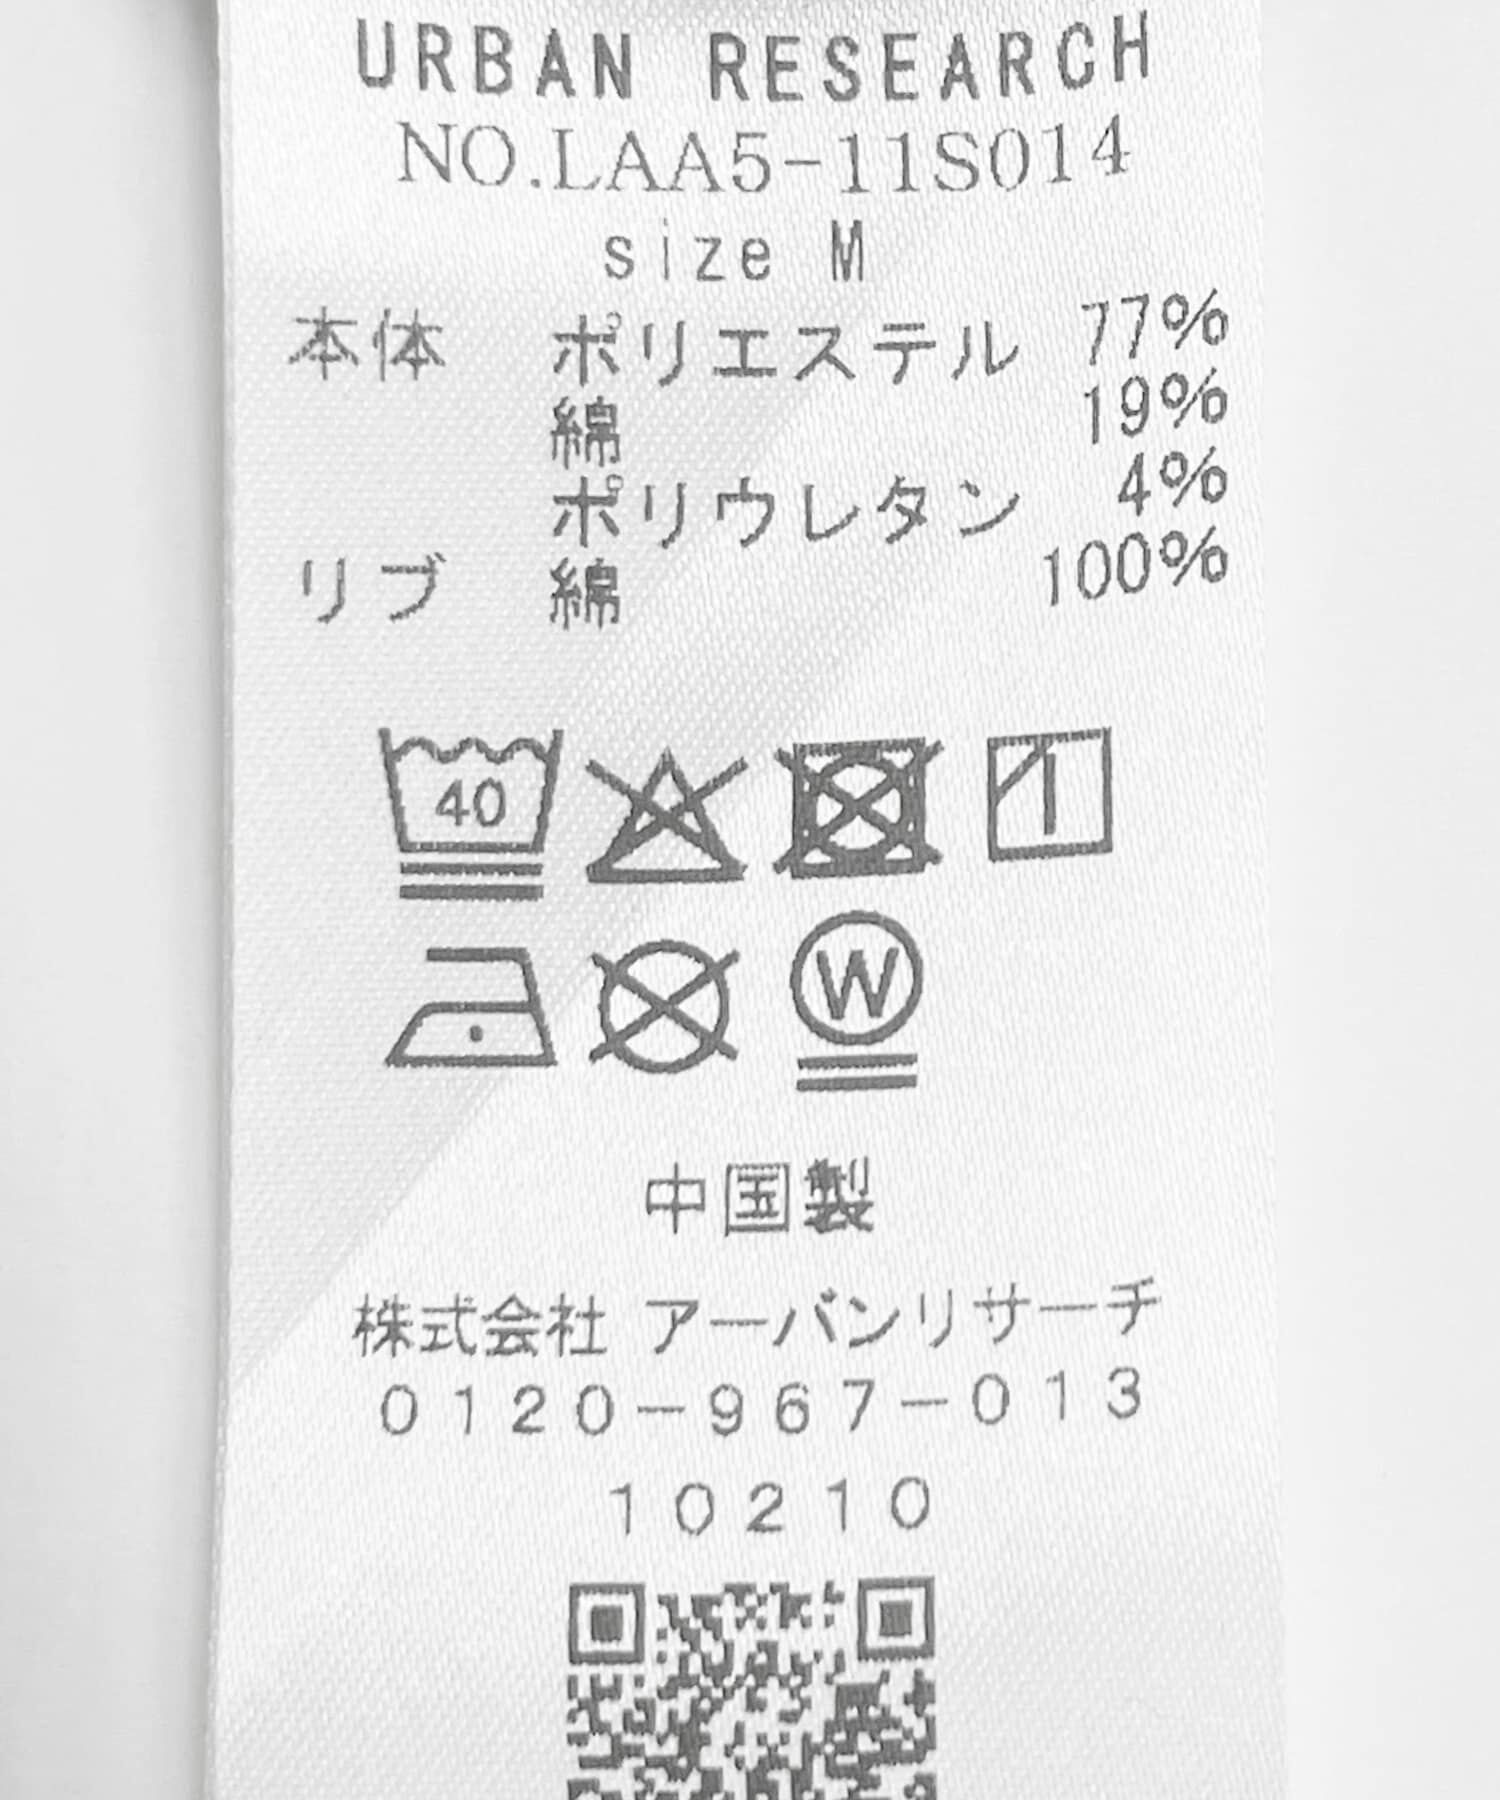 URBAN RESEARCH
NO.LAA5-11S014
size M
本体 ポリエステル 77%
綿 19%
ポリウレタン 4%
リブ 綿 100%
40
W
中国製
株式会社 アーバンリサーチ
0120-967-013
10210